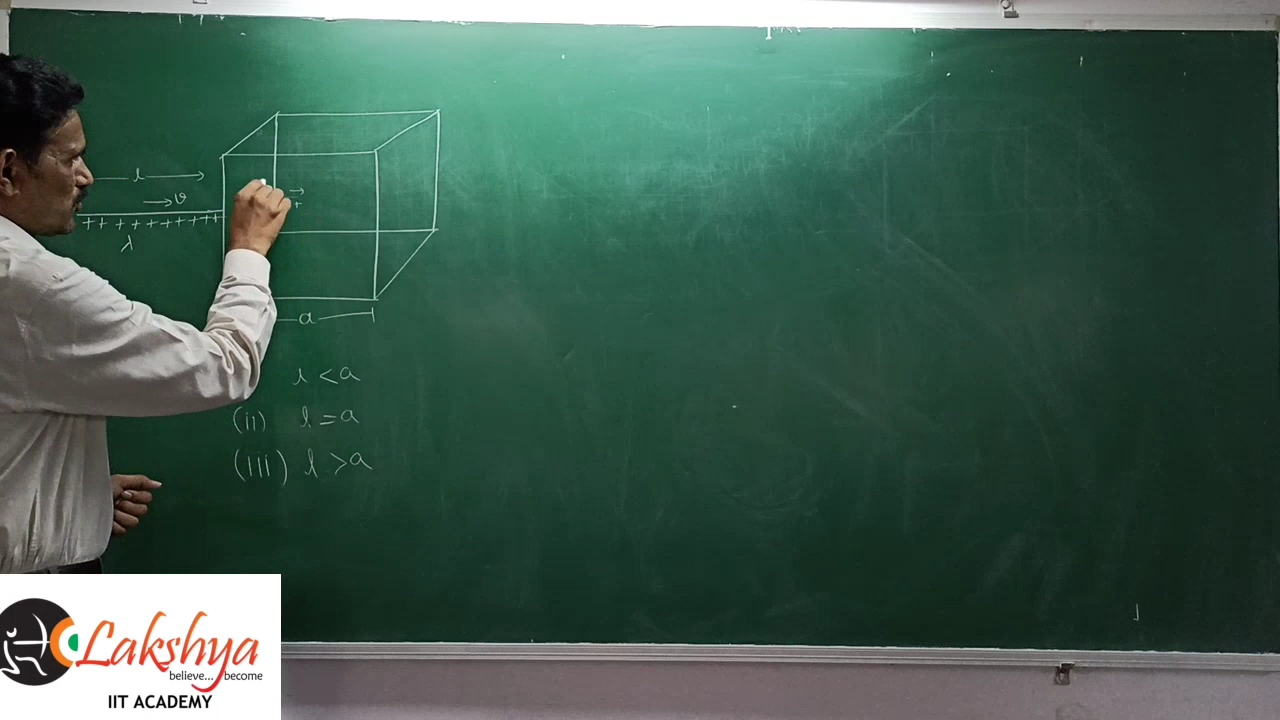 l
→ v
+ + + + + + + + + +
λ
→
+
a
l < a
(ii) l = a
(iii) l > a
Lakshya
believe... become
IIT ACADEMY